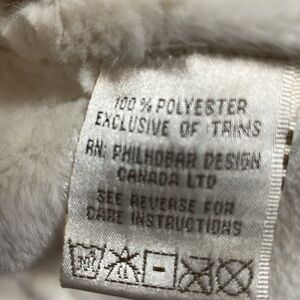 100% POLYESTER
EXCLUSIVE OF TRIMS
RN: PHILHOBAR DESIGN
CANADA LTD
SEE REVERSE FOR
CARE INSTRUCTIONS